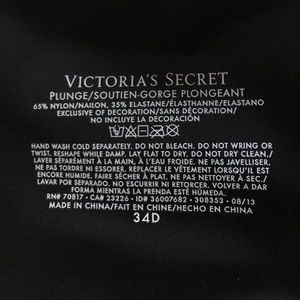 VICTORIA'S SECRET
PLUNGE/SOUTIEN-GORGE PLONGEANT
65% NYLON/NAILON, 35% ELASTANE/ÉLASTHANNE/ELASTANO
EXCLUSIVE OF DECORATION/SANS DÉCORATION/
NO INCLUYE LA DECORACIÓN
HAND WASH COLD SEPARATELY. DO NOT BLEACH. DO NOT WRING OR
TWIST. RESHAPE WHILE DAMP. LAY FLAT TO DRY. DO NOT DRY CLEAN./
LAVER SÉPARÉMENT À LA MAIN, À L'EAU FROIDE. NE PAS JAVELLISER.
NE PAS TORDRE NI ESSORER. REPLACER LE VÊTEMENT LORSQU'IL EST
ENCORE HUMIDE. FAIRE SÉCHER À PLAT. NE PAS NETTOYER À SEC./
LAVAR POR SEPARADO. NO ESCURRIR NI RETORCER. VOLVER A DAR
FORMA MIENTRAS LA PRENDA ESTÉ HÚMEDA. SECAR
RN# 70817 • CA# 23226 • ID# 36007682 • 308353 • 08/13
MADE IN CHINA/FAIT EN CHINE/HECHO EN CHINA
34D